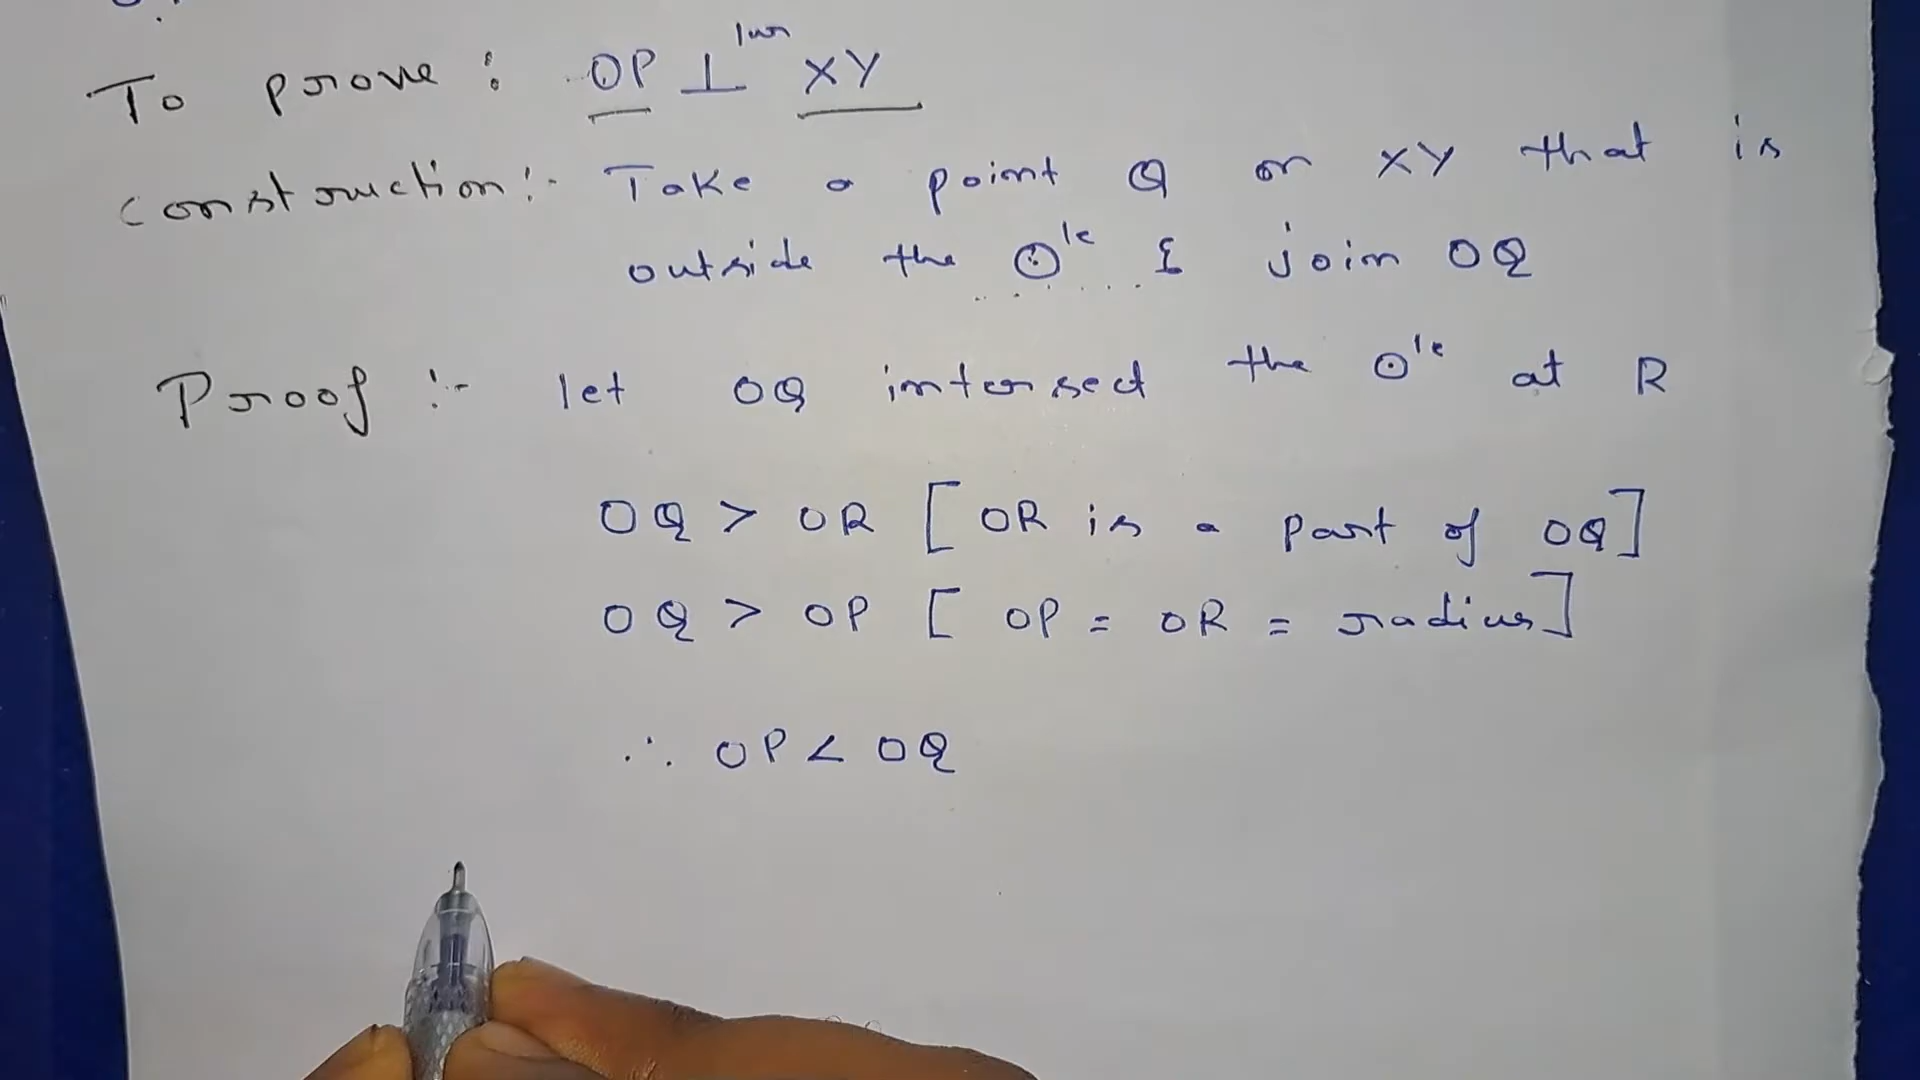 To prove : OP ⊥lar XY
Construction :- Take a point Q on XY that is
outside the ⊙le & join OQ
Proof :- let OQ intersect the ⊙le at R
OQ > OR [OR is a part of OQ]
OQ > OP [ OP = OR = radius]
∴ OP < OQ